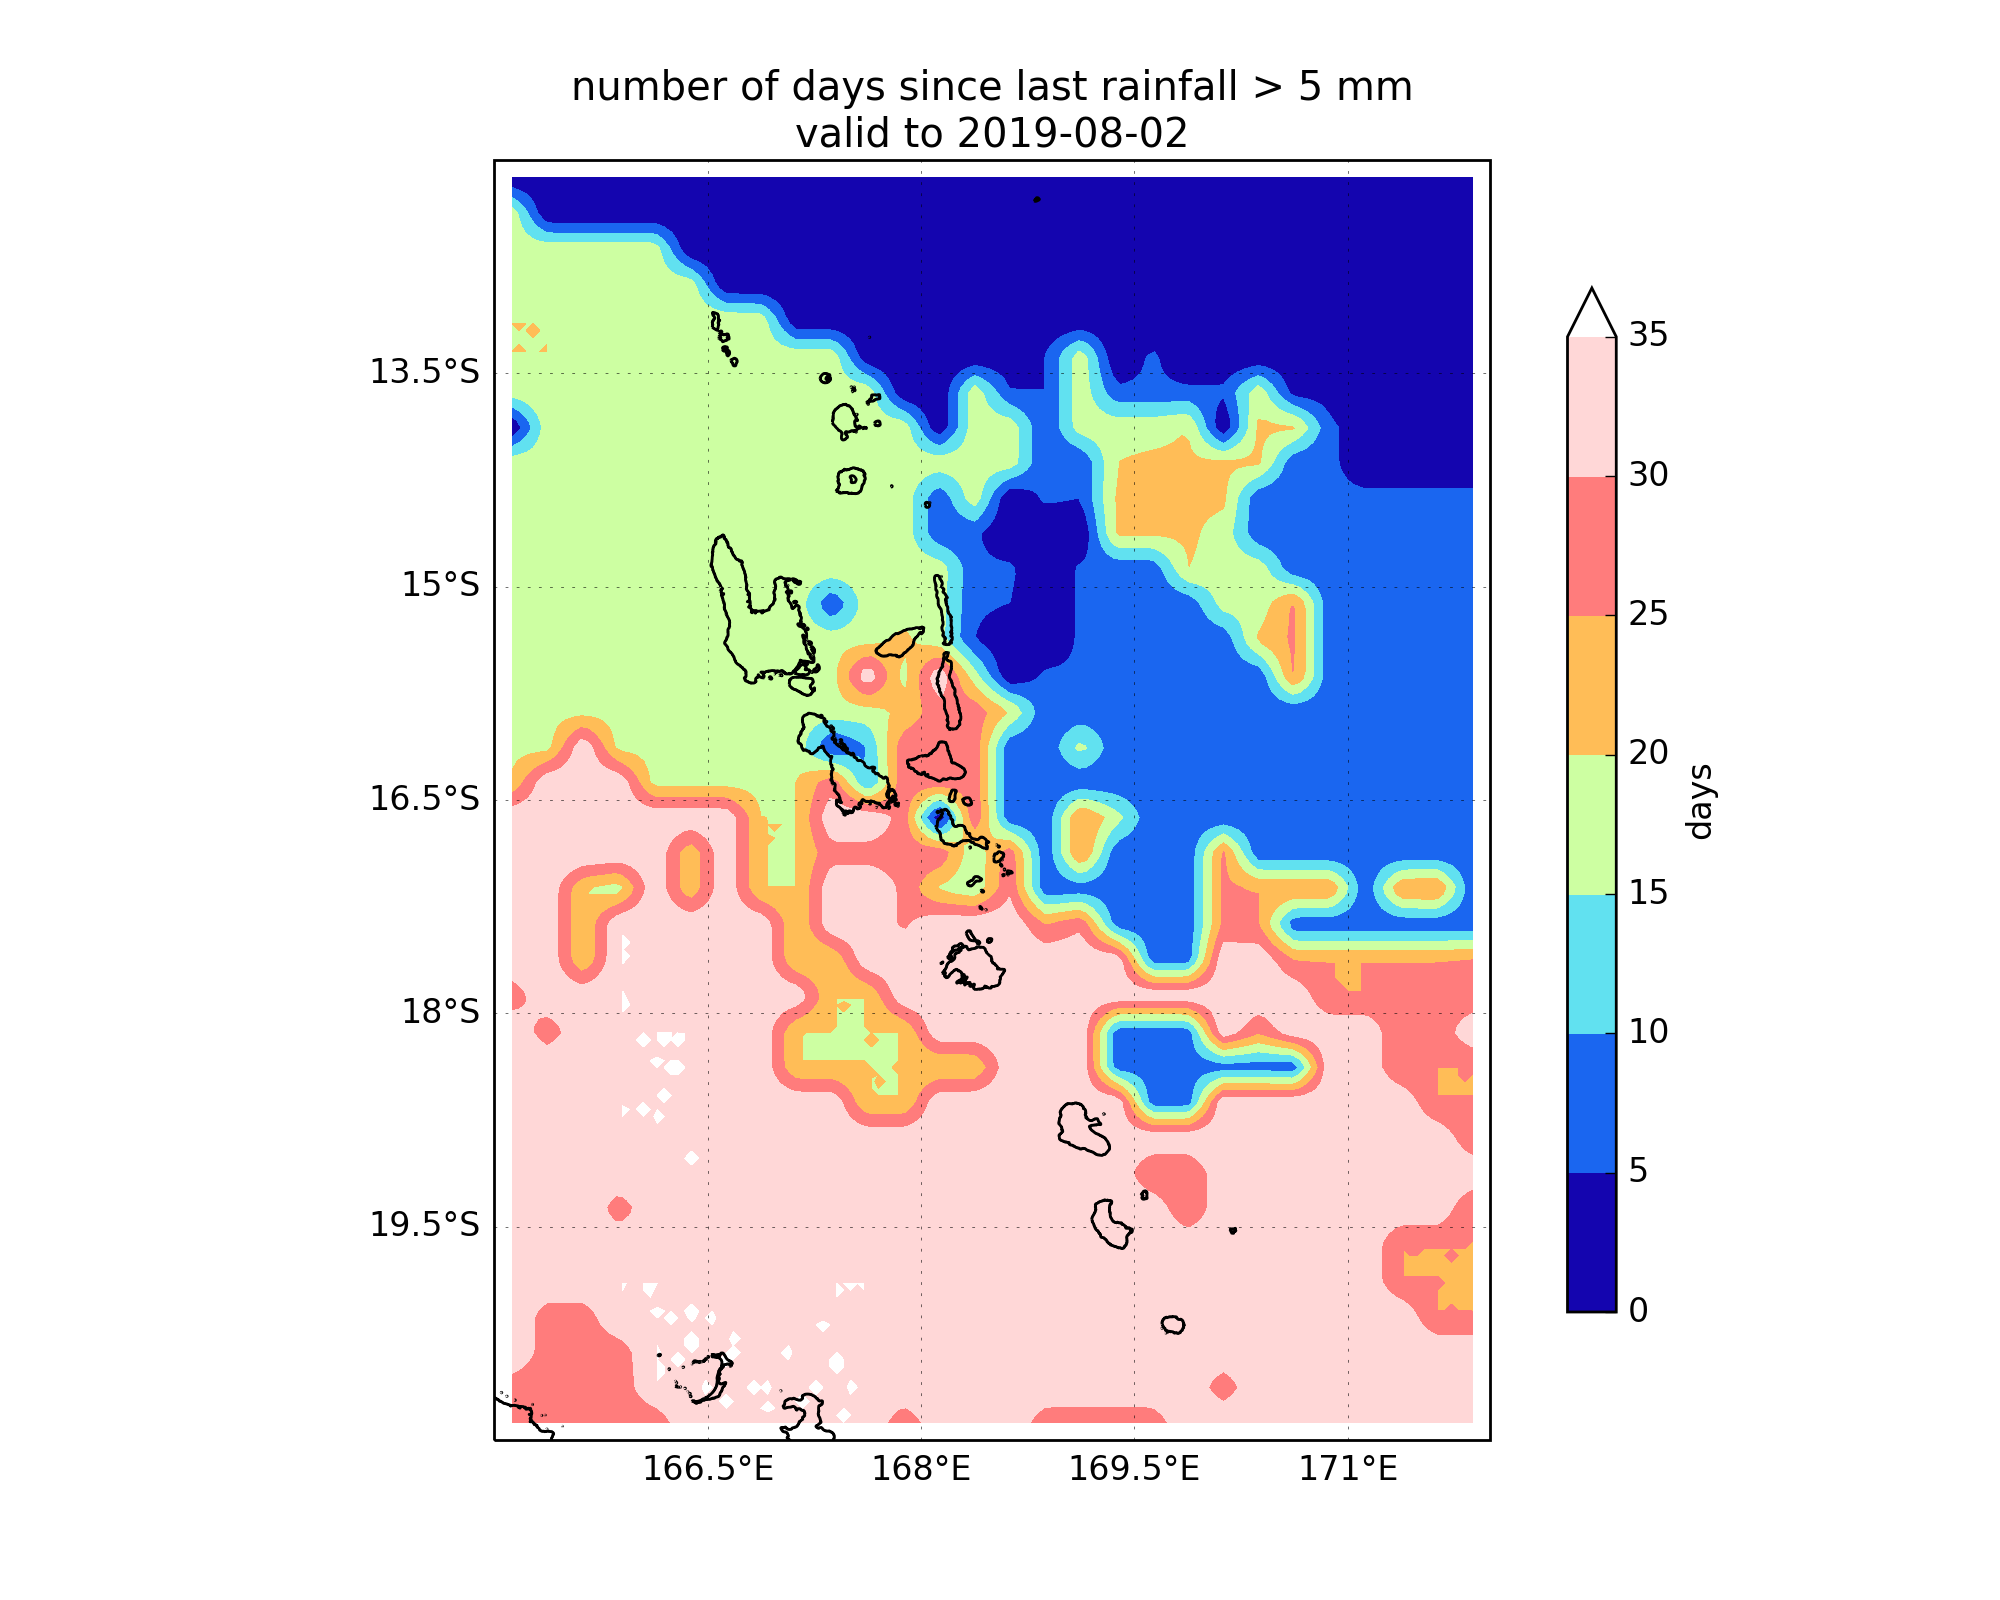 number of days since last rainfall > 5 mm
valid to 2019-08-02
35
13.5°S
30
25
15°S
20
days
16.5°S
15
18°S
10
5
19.5°S
0
166.5°E
168°E
169.5°E
171°E